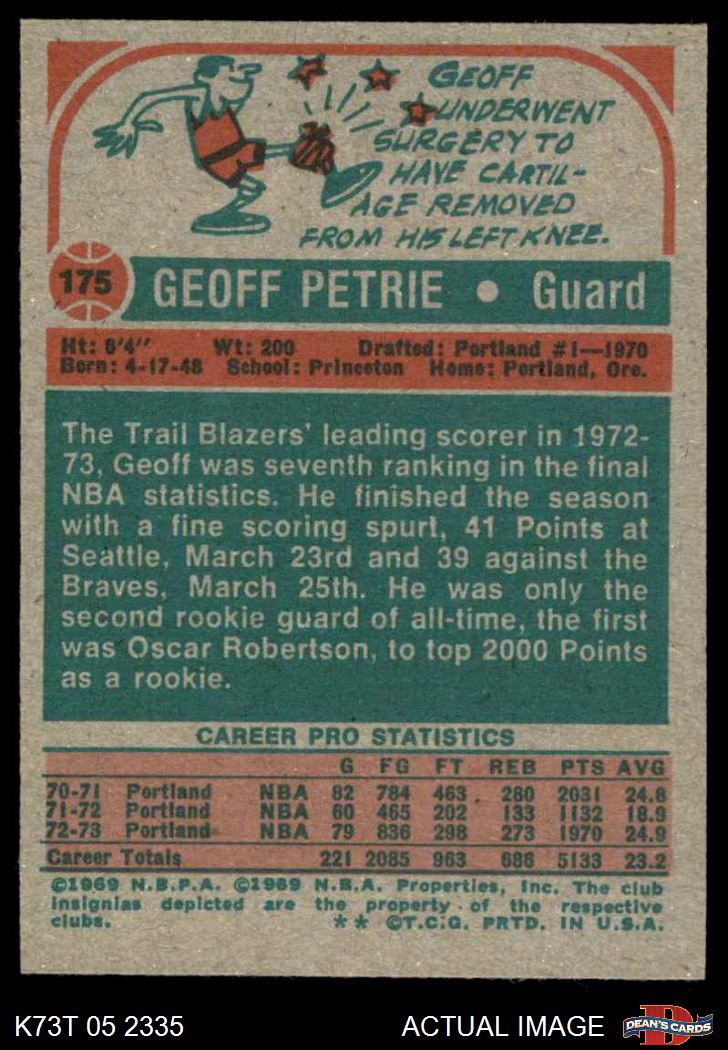 GEOFF
UNDERWENT
SURGERY TO
HAVE CARTIL-
AGE REMOVED
FROM HIS LEFT KNEE.
175
GEOFF PETRIE • Guard
Ht: 6'4" Wt: 200 Drafted: Portland #1—1970
Born: 4-17-48 School: Princeton Home: Portland, Ore.
The Trail Blazers' leading scorer in 1972-
73, Geoff was seventh ranking in the final
NBA statistics. He finished the season
with a fine scoring spurt, 41 Points at
Seattle, March 23rd and 39 against the
Braves, March 25th. He was only the
second rookie guard of all-time, the first
was Oscar Robertson, to top 2000 Points
as a rookie.
CAREER PRO STATISTICS
G FG FT REB PTS AVG
70-71 Portland NBA 82 784 463 280 2031 24.8
71-72 Portland NBA 60 465 202 133 1132 18.9
72-73 Portland NBA 79 836 298 273 1970 24.9
Career Totals 221 2085 963 686 5133 23.2
©1969 N.B.P.A. ©1969 N.B.A. Properties, Inc. The club
insignias depicted are the property of the respective
clubs. ** ©T.C.G. PRTD. IN U.S.A.
K73T 05 2335 ACTUAL IMAGE
DEAN'S CARDS